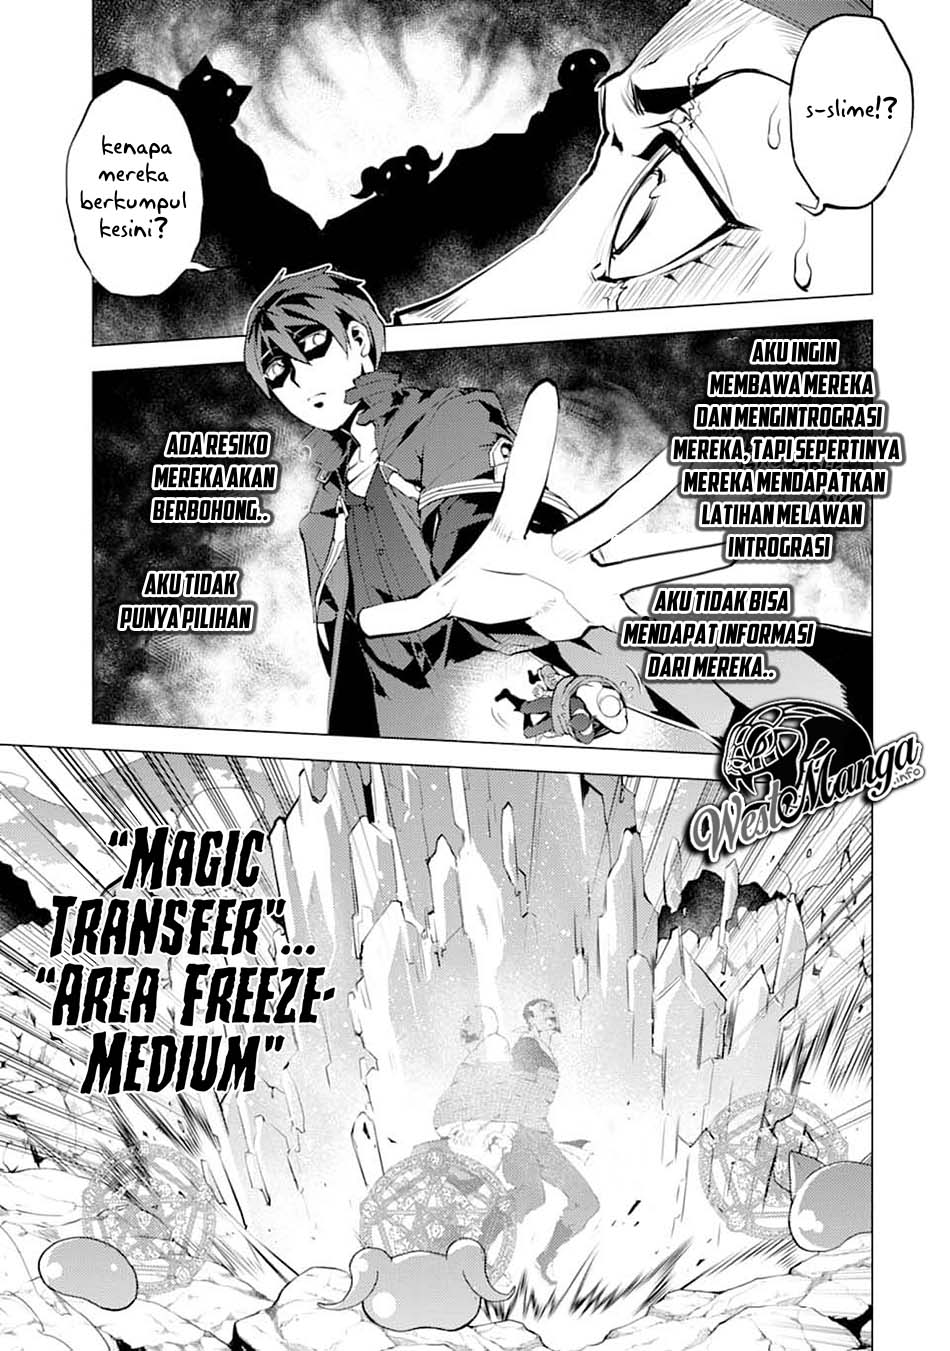 s-slime!?
kenapa
mereka
berkumpul
kesini?
AKU INGIN
MEMBAWA MEREKA
DAN MENGINTROGRASI
MEREKA, TAPI SEPERTINYA
MEREKA MENDAPATKAN
LATIHAN MELAWAN
INTROGRASI
ADA RESIKO
MEREKA AKAN
BERBOHONG..
AKU TIDAK BISA
MENDAPAT INFORMASI
DARI MEREKA..
AKU TIDAK
PUNYA PILIHAN
WestManga
.info
"MAGIC
TRANSFER"...
"AREA FREEZE-
MEDIUM"